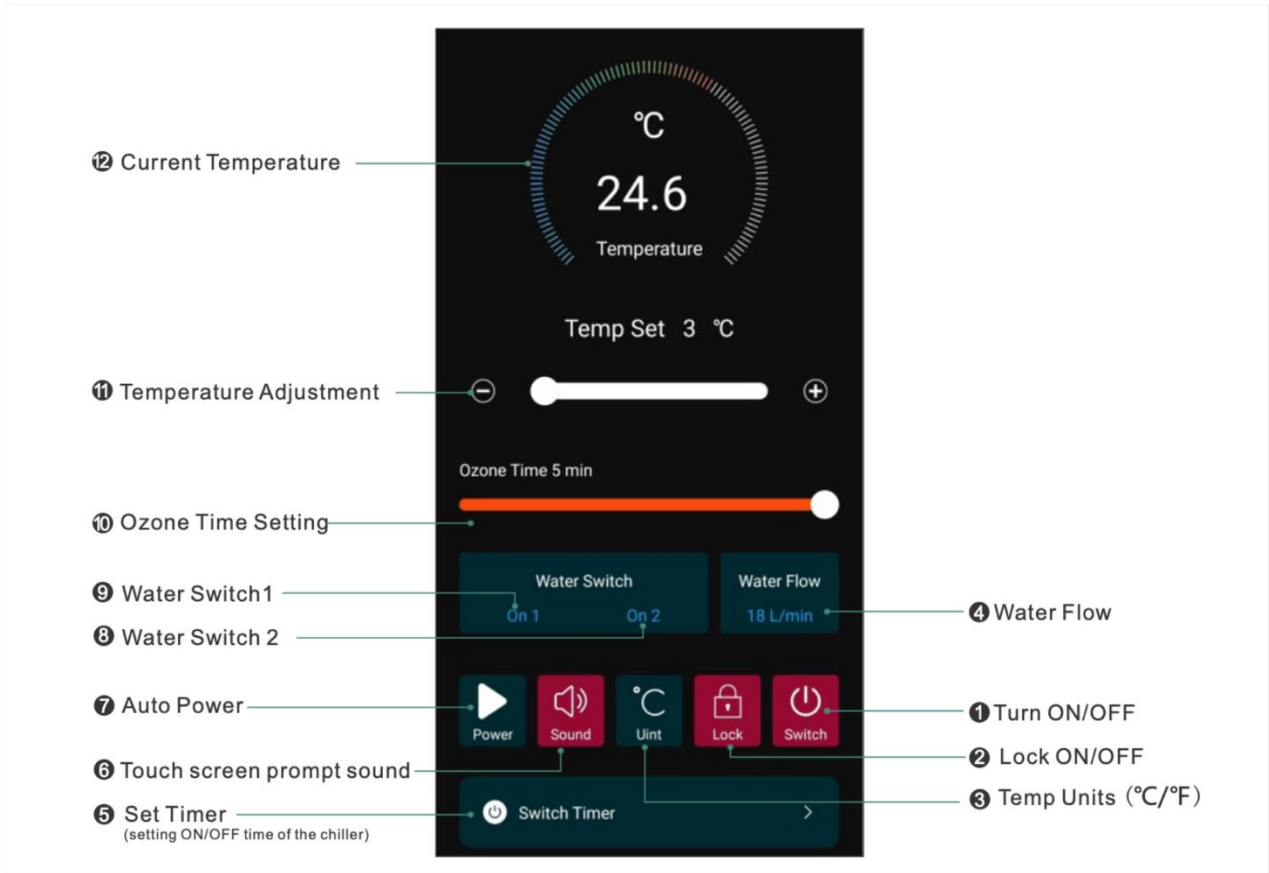 ℃
24.6
Temperature
⓬ Current Temperature
Temp Set 3 ℃
⓫ Temperature Adjustment
Ozone Time 5 min
❿ Ozone Time Setting
Water Switch
Water Flow
❾ Water Switch1
On 1
On 2
18 L/min
❹ Water Flow
❽ Water Switch 2
❼ Auto Power
Power
Sound
℃
Uint
Lock
Switch
❶ Turn ON/OFF
❷ Lock ON/OFF
❻ Touch screen prompt sound
❸ Temp Units (℃/℉)
❺ Set Timer
(setting ON/OFF time of the chiller)
Switch Timer